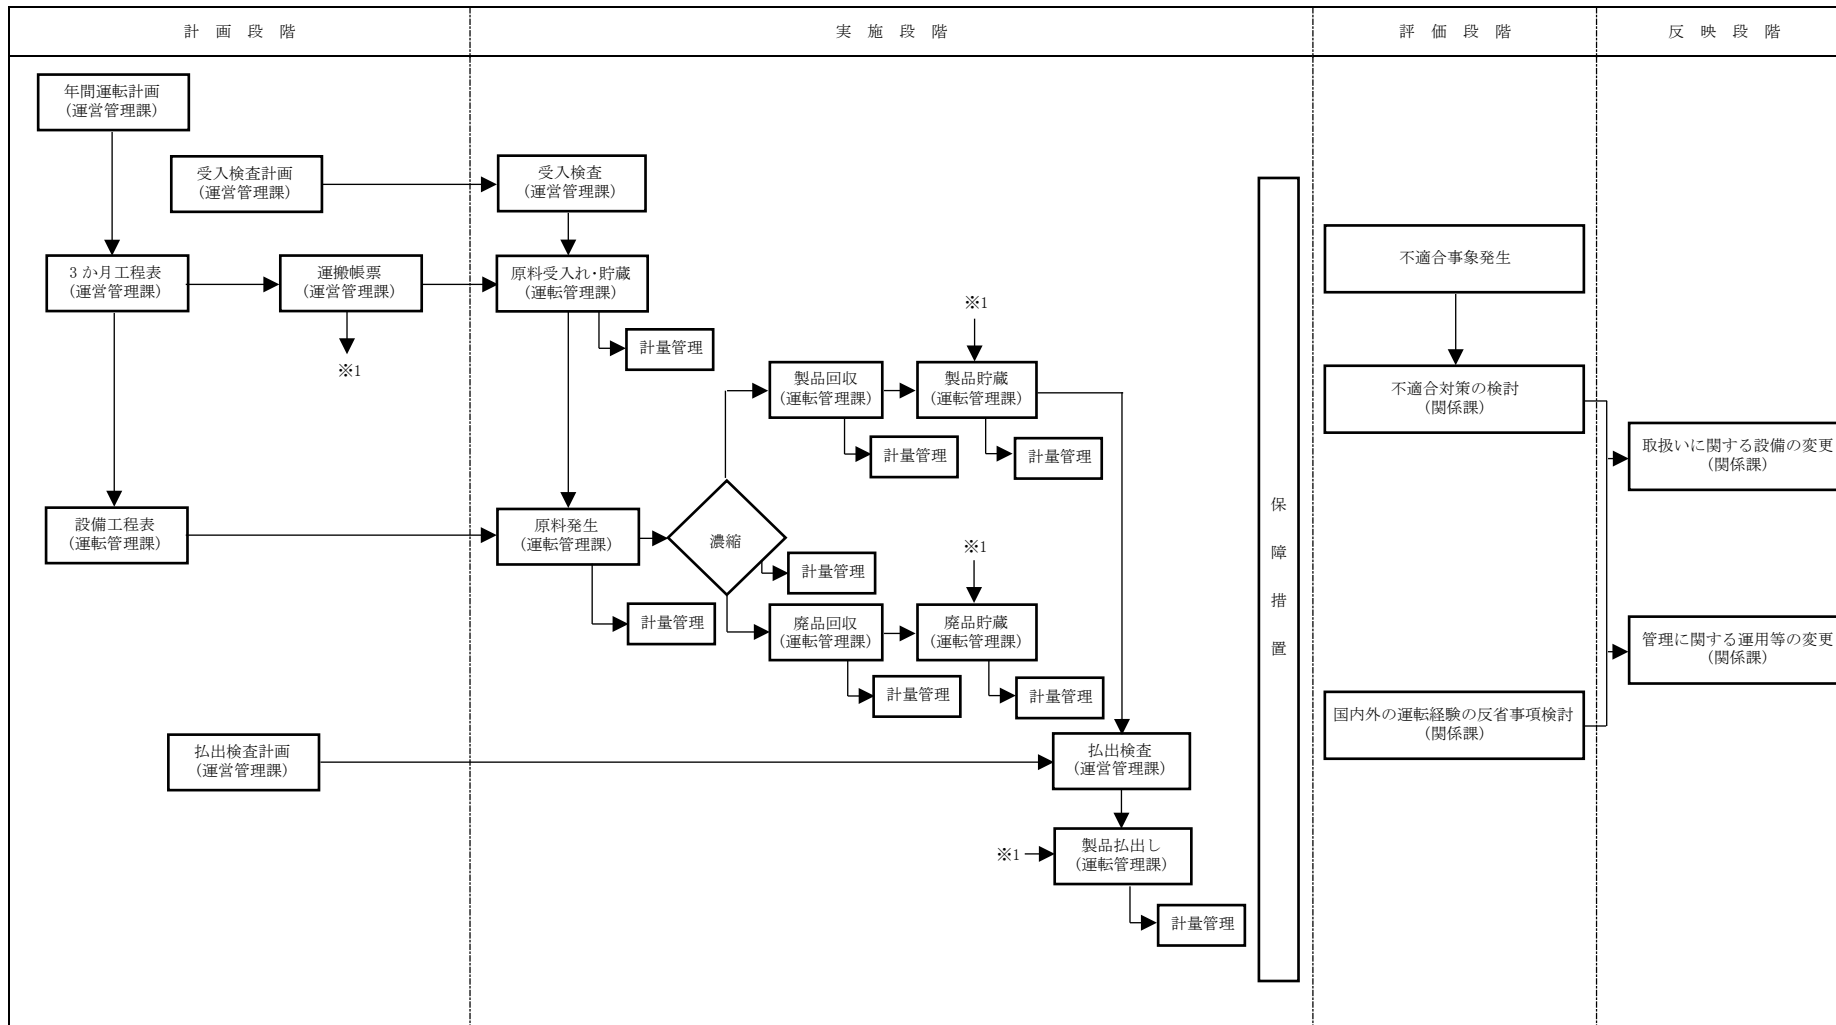 計画段階
実施段階
評価段階
反映段階
年間運転計画
(運営管理課)
受入検査計画
(運営管理課)
受入検査
(運営管理課)
3か月工程表
(運営管理課)
運搬帳票
(運営管理課)
※1
原料受入れ・貯蔵
(運転管理課)
計量管理
※1
製品回収
(運転管理課)
製品貯蔵
(運転管理課)
計量管理
計量管理
設備工程表
(運転管理課)
原料発生
(運転管理課)
濃縮
計量管理
計量管理
※1
廃品回収
(運転管理課)
廃品貯蔵
(運転管理課)
計量管理
計量管理
払出検査計画
(運営管理課)
払出検査
(運営管理課)
※1
製品払出し
(運転管理課)
計量管理
保障措置
不適合事象発生
不適合対策の検討
(関係課)
国内外の運転経験の反省事項検討
(関係課)
取扱いに関する設備の変更
(関係課)
管理に関する運用等の変更
(関係課)